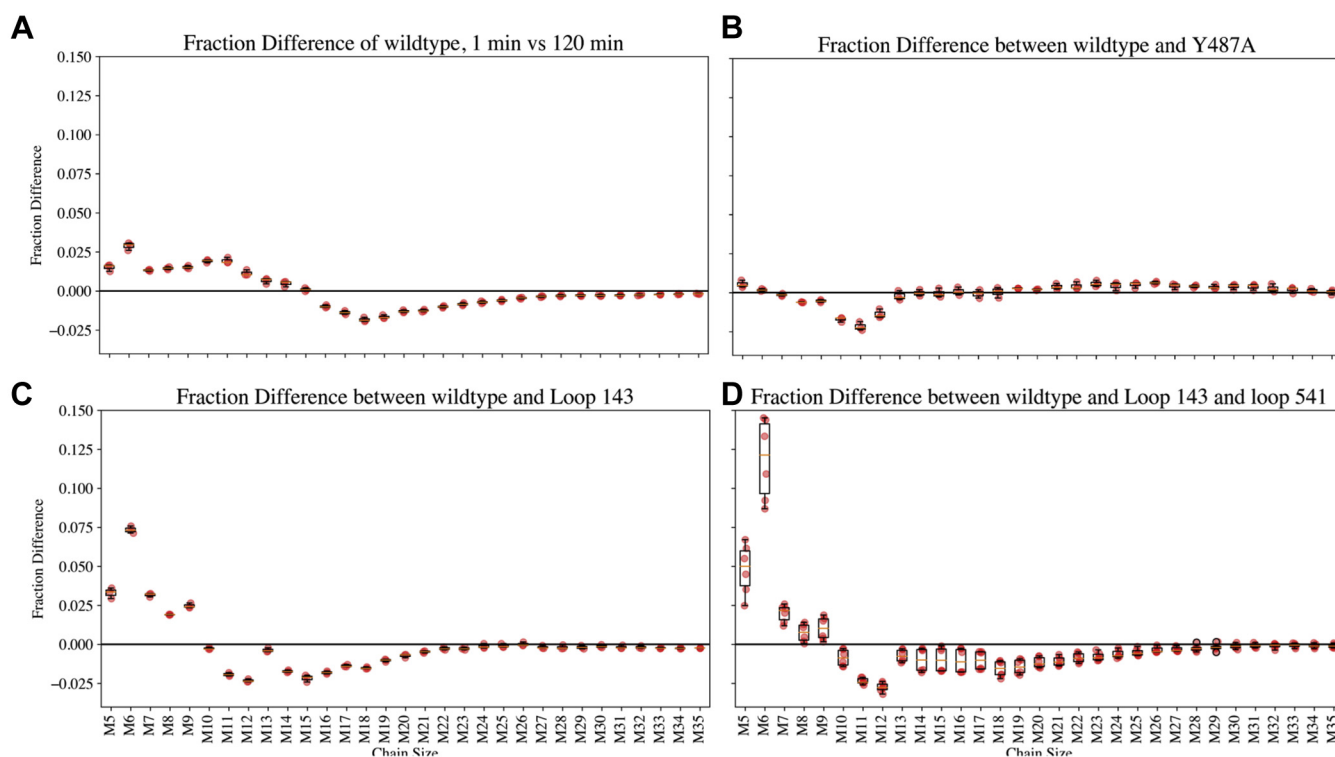 A
Fraction Difference of wildtype, 1 min vs 120 min
0.150
0.125
0.100
0.075
0.050
0.025
0.000
−0.025
Fraction Difference
B
Fraction Difference between wildtype and Y487A
C
Fraction Difference between wildtype and Loop 143
0.150
0.125
0.100
0.075
0.050
0.025
0.000
−0.025
Fraction Difference
M5 M6 M7 M8 M9 M10 M11 M12 M13 M14 M15 M16 M17 M18 M19 M20 M21 M22 M23 M24 M25 M26 M27 M28 M29 M30 M31 M32 M33 M34 M35
Chain Size
D
Fraction Difference between wildtype and Loop 143 and loop 541
M5 M6 M7 M8 M9 M10 M11 M12 M13 M14 M15 M16 M17 M18 M19 M20 M21 M22 M23 M24 M25 M26 M27 M28 M29 M30 M31 M32 M33 M34 M35
Chain Size